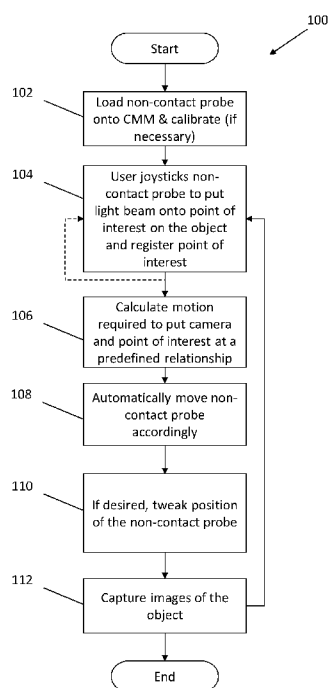 100
Start
102
Load non-contact probe
onto CMM & calibrate (if
necessary)
104
User joysticks non-
contact probe to put
light beam onto point of
interest on the object
and register point of
interest
106
Calculate motion
required to put camera
and point of interest at a
predefined relationship
108
Automatically move non-
contact probe
accordingly
110
If desired, tweak position
of the non-contact probe
112
Capture images of the
object
End